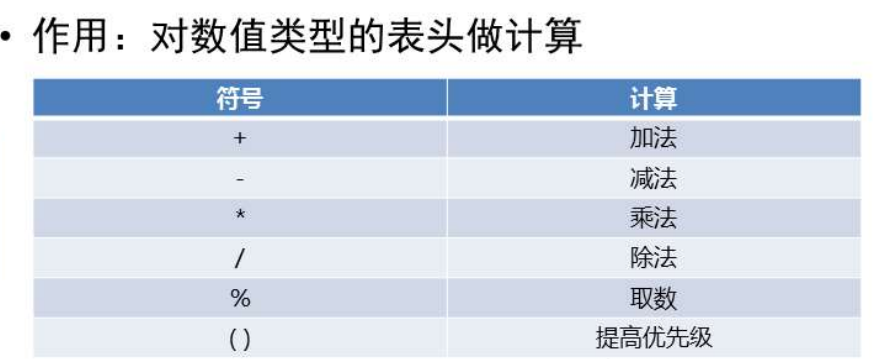 • 作用：对数值类型的表头做计算
符号 计算
+ 加法
- 减法
* 乘法
/ 除法
% 取数
( ) 提高优先级